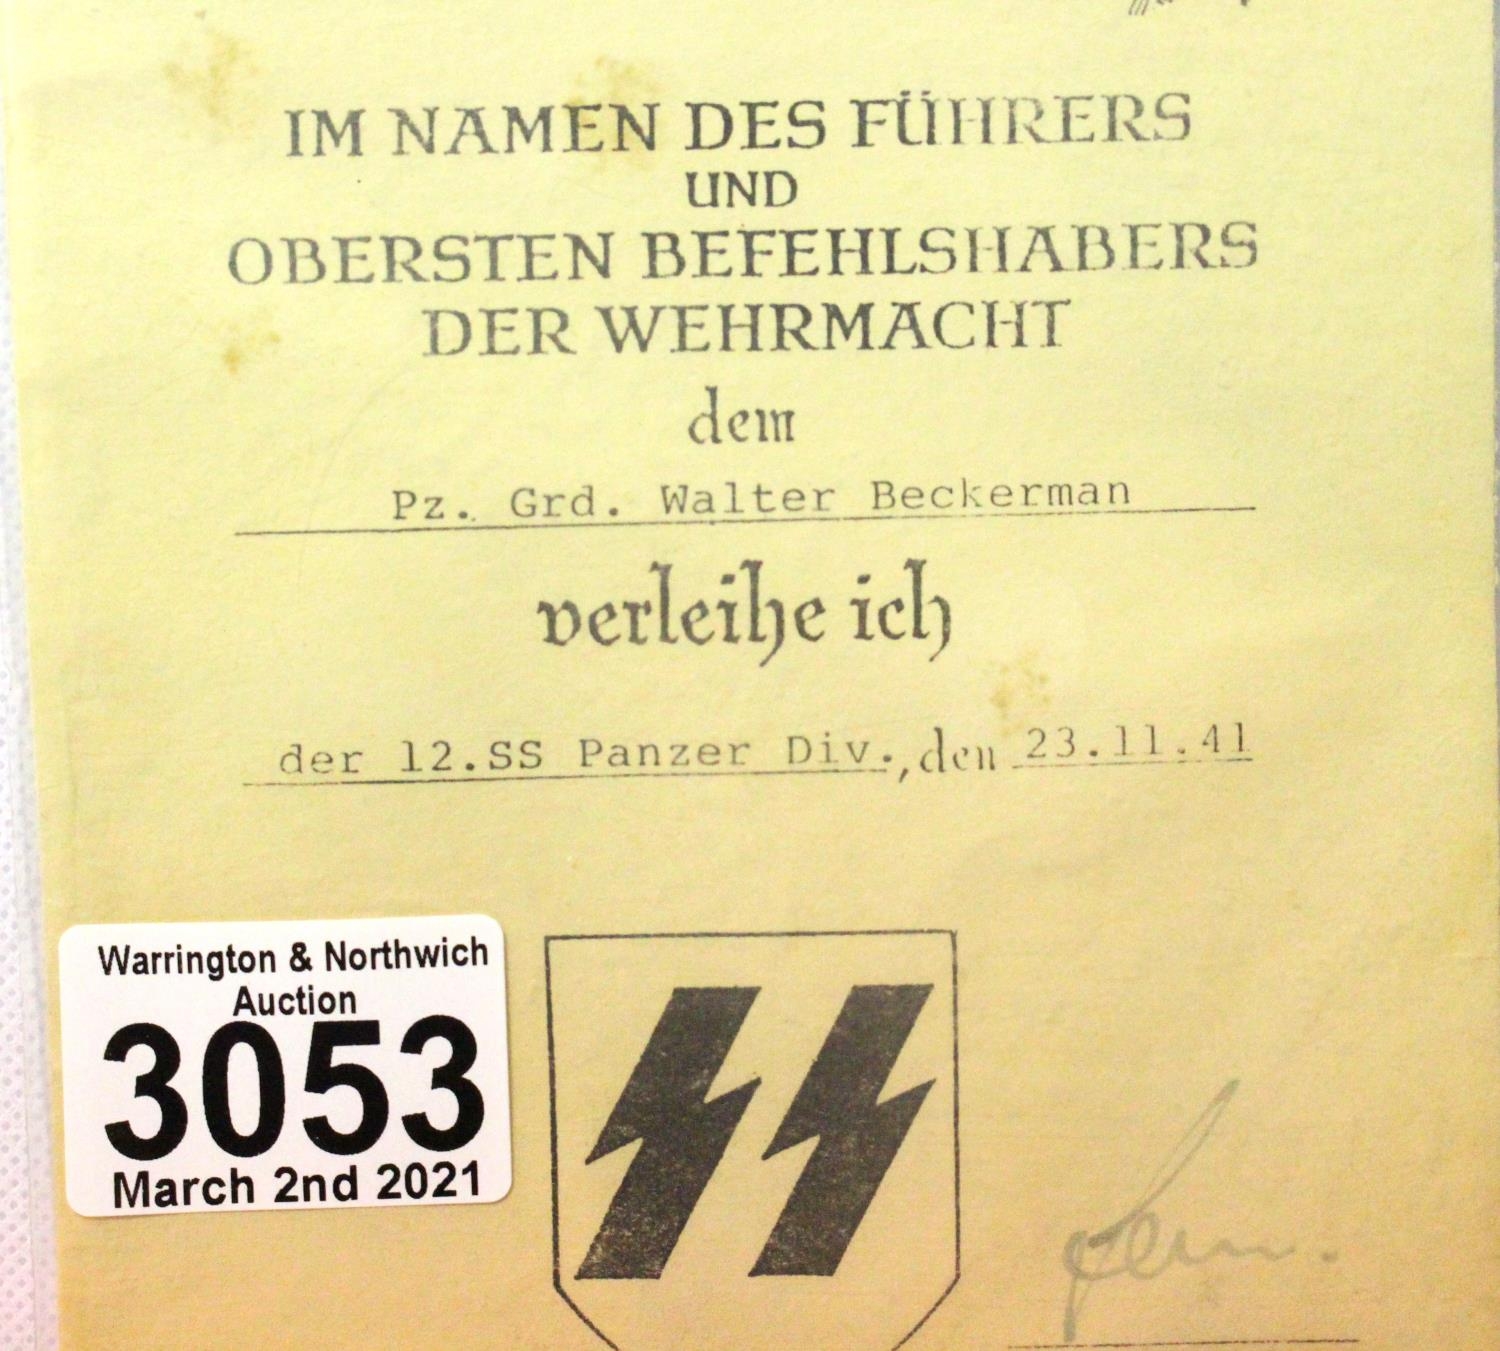 IM NAMEN DES FÜHRERS
UND
OBERSTEN BEFEHLSHABERS
DER WEHRMACHT
dem
Pz. Grd. Walter Beckerman
verleihe ich
der 12.SS Panzer Div., den 23.11.41
Warrington & Northwich
Auction
3053
March 2nd 2021